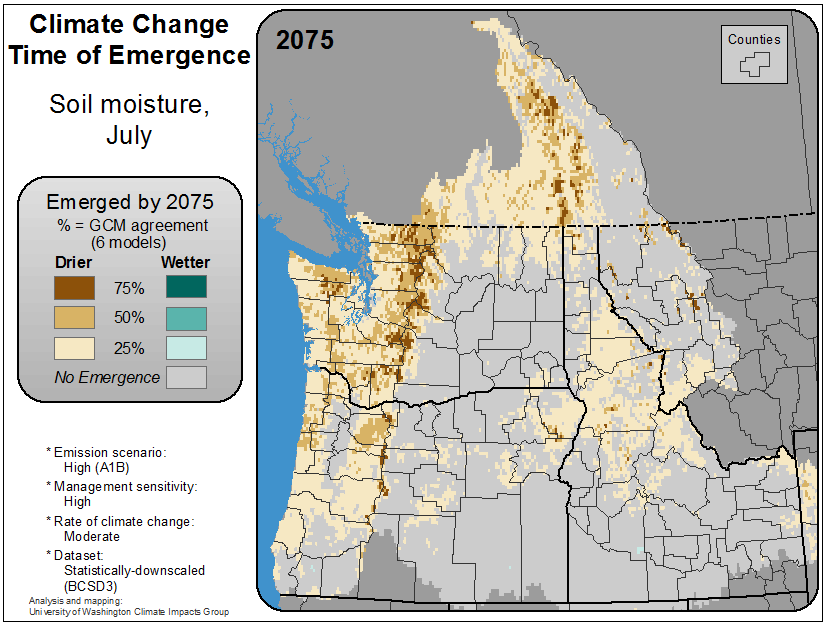 Climate Change
Time of Emergence
Soil moisture,
July
Emerged by 2075
% = GCM agreement
(6 models)
Drier
Wetter
75%
50%
25%
No Emergence
* Emission scenario:
High (A1B)
* Management sensitivity:
High
* Rate of climate change:
Moderate
* Dataset:
Statistically-downscaled
(BCSD3)
Analysis and mapping:
University of Washington Climate Impacts Group
2075
Counties